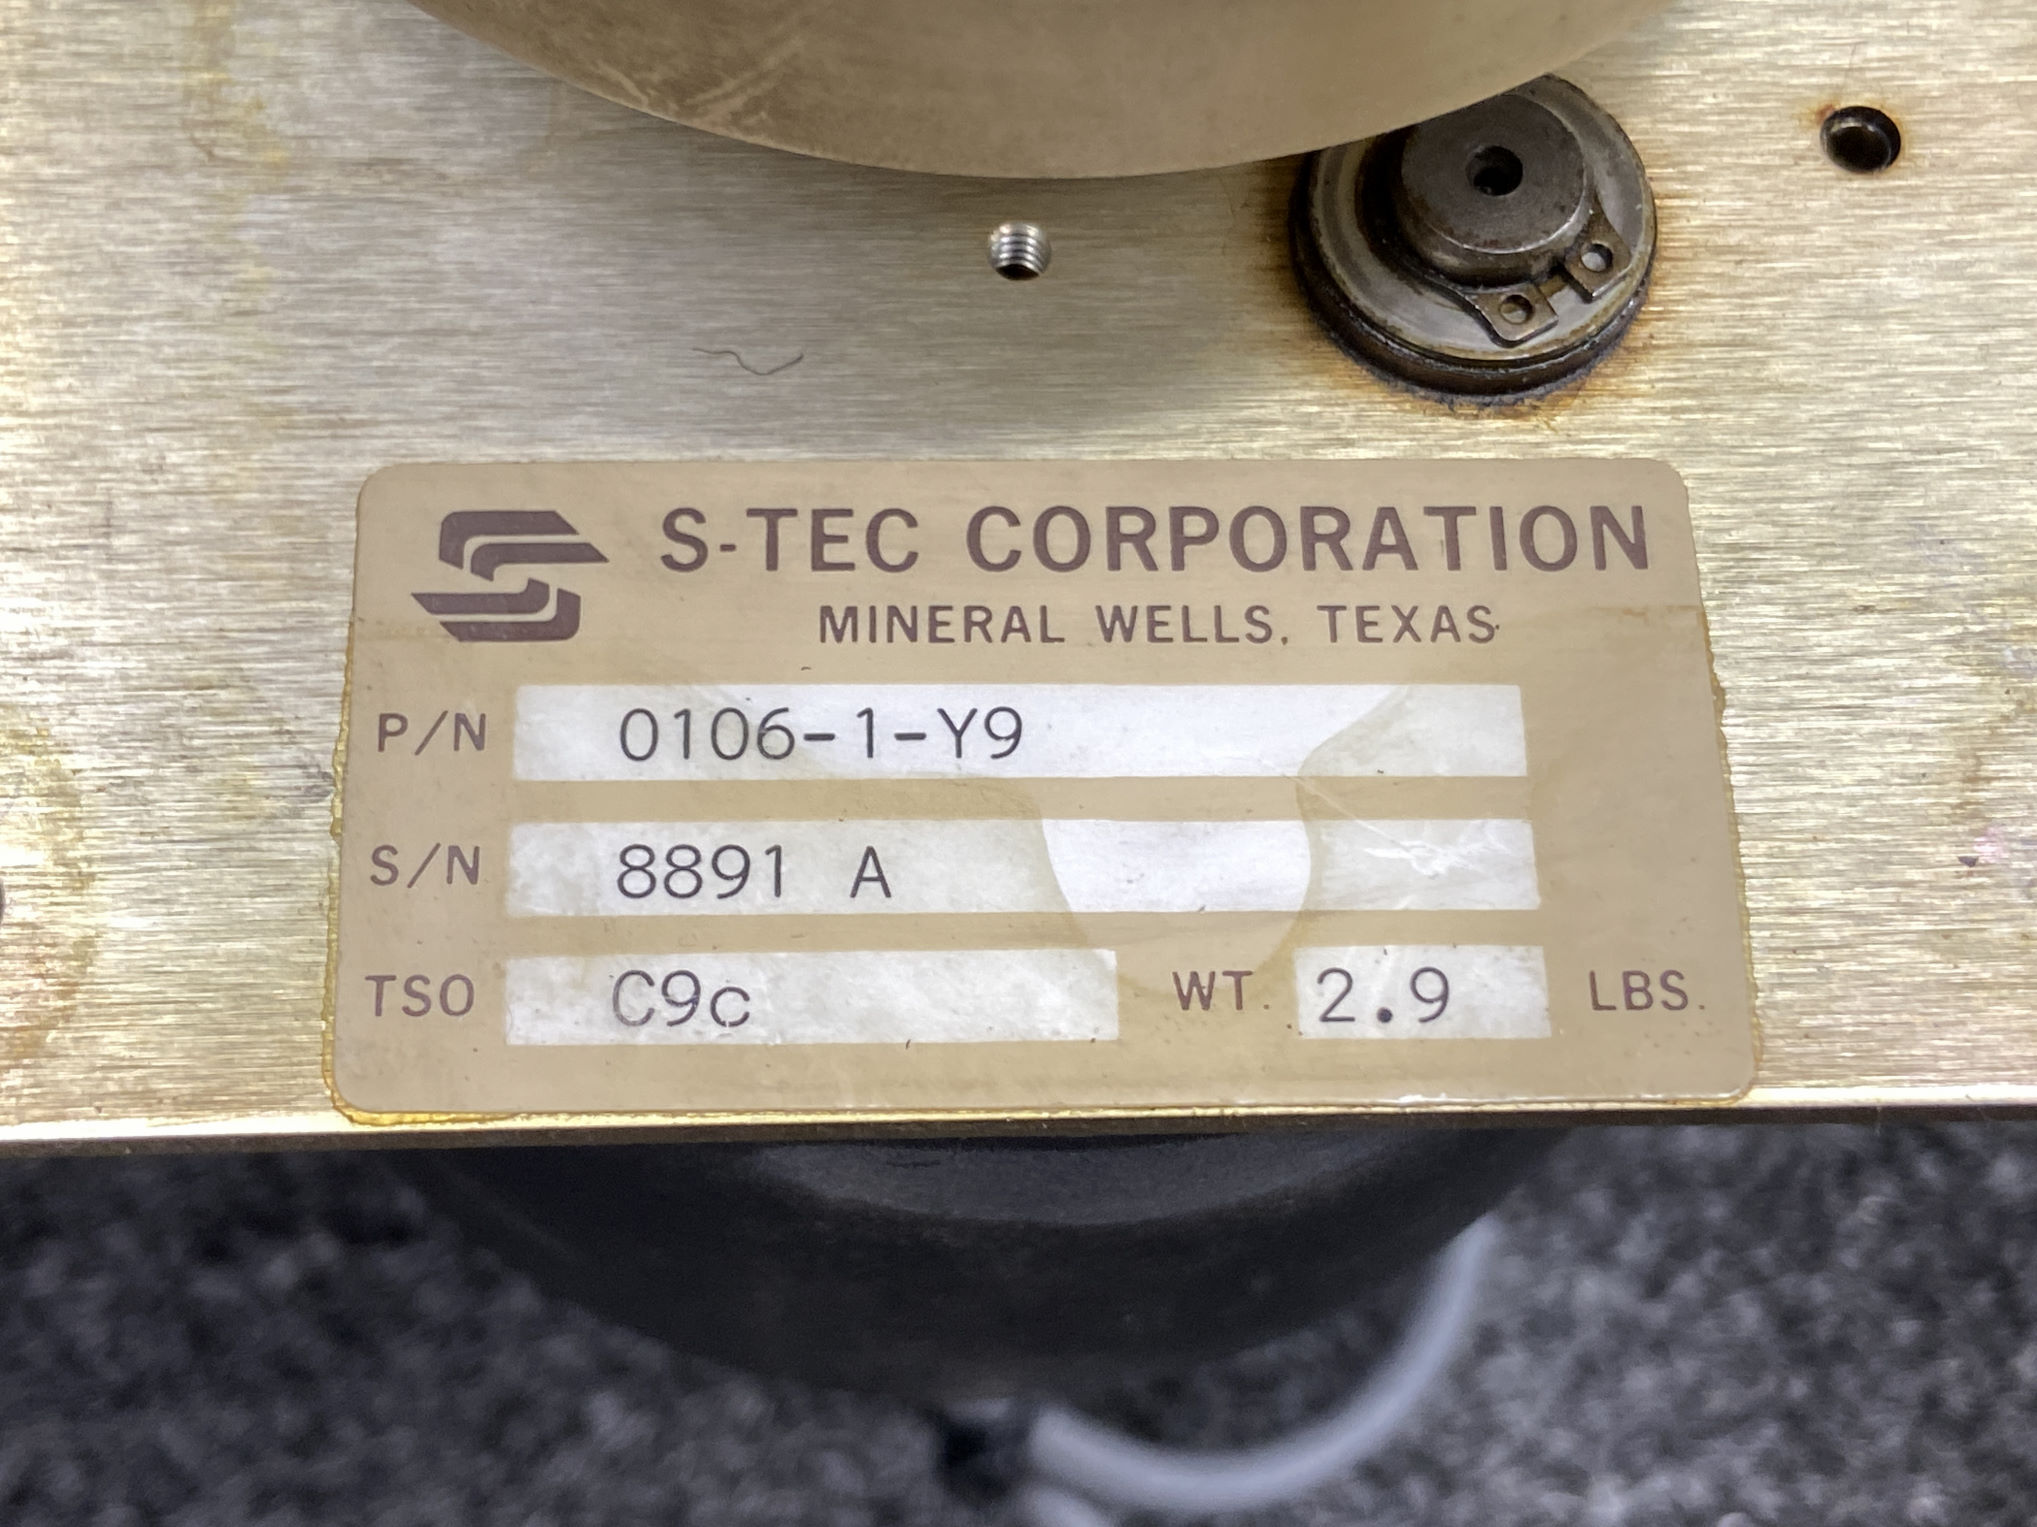 S-TEC CORPORATION
MINERAL WELLS, TEXAS
P/N 0106-1-Y9
S/N 8891 A
TSO C9c WT. 2.9 LBS.